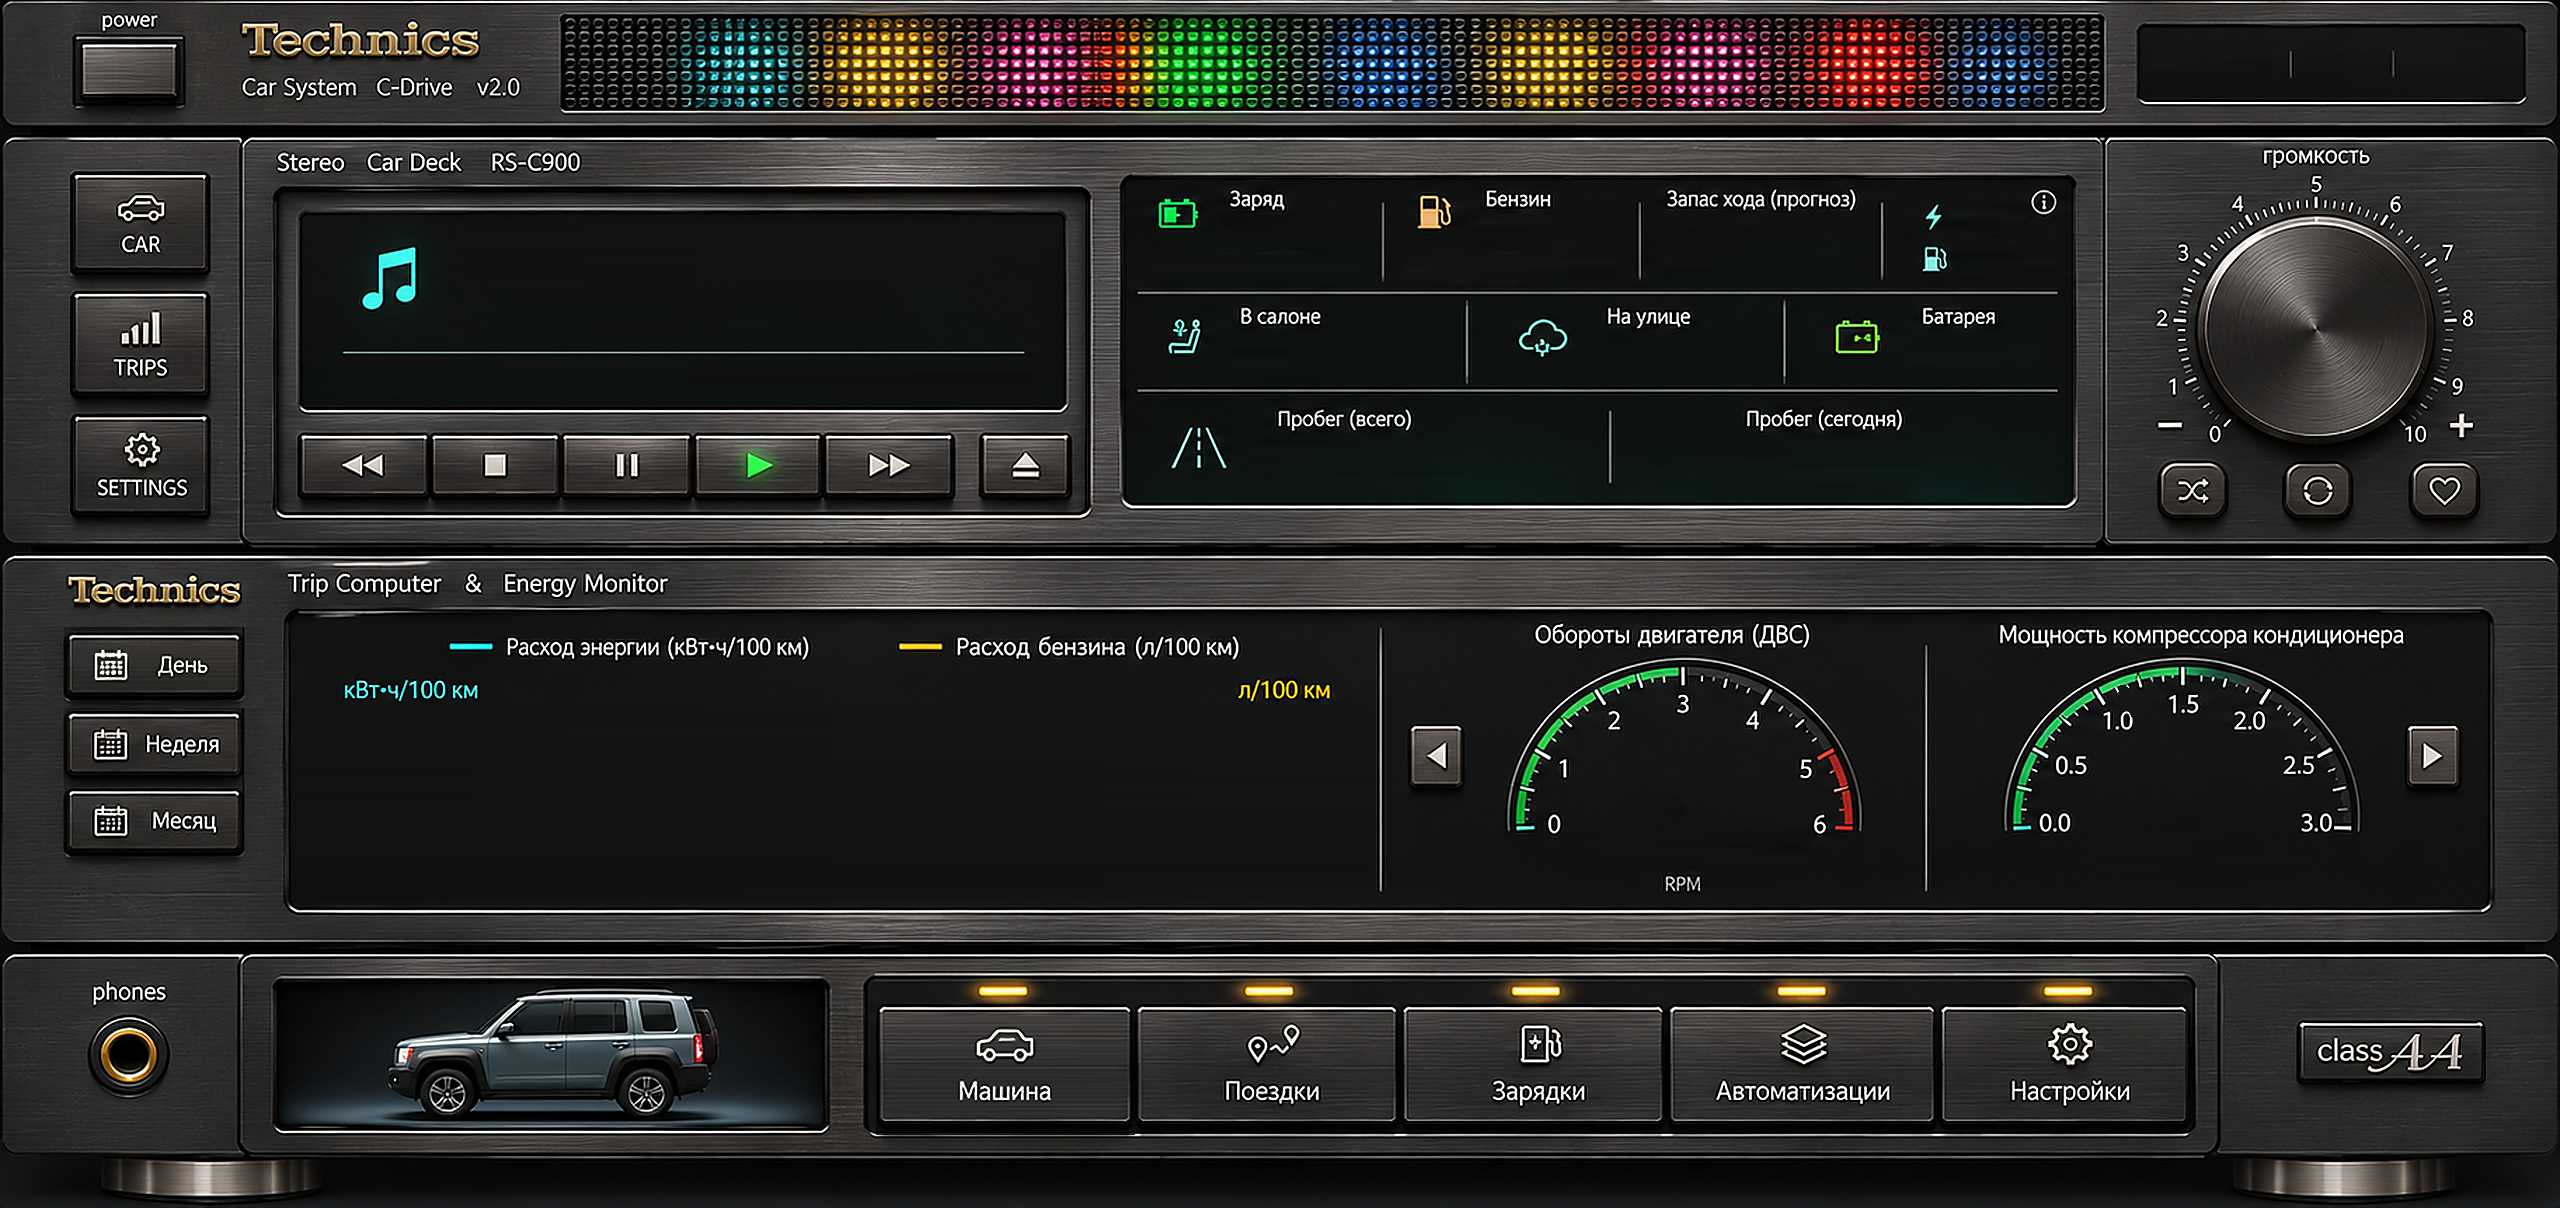 power
Technics
Car System C-Drive v2.0
Stereo Car Deck RS-C900
CAR
TRIPS
SETTINGS
Заряд
Бензин
Запас хода (прогноз)
В салоне
На улице
Батарея
Пробег (всего)
Пробег (сегодня)
громкость
0
1
2
3
4
5
6
7
8
9
10
− +
Technics
Trip Computer & Energy Monitor
День
Неделя
Месяц
Расход энергии (кВт•ч/100 км)
Расход бензина (л/100 км)
кВт•ч/100 км
л/100 км
Обороты двигателя (ДВС)
0
1
2
3
4
5
6
RPM
Мощность компрессора кондиционера
0.0
0.5
1.0
1.5
2.0
2.5
3.0
phones
Машина
Поездки
Зарядки
Автоматизации
Настройки
class AA